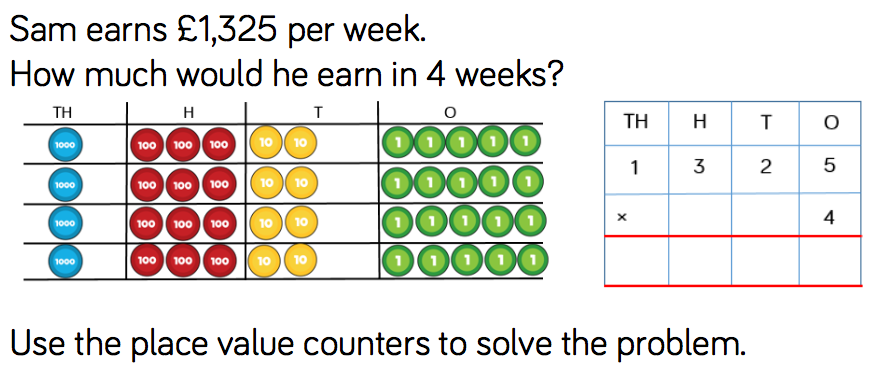 Sam earns £1,325 per week.
How much would he earn in 4 weeks?
TH H T O
1000 100 100 100 10 10 1 1 1 1 1
1000 100 100 100 10 10 1 1 1 1 1
1000 100 100 100 10 10 1 1 1 1 1
1000 100 100 100 10 10 1 1 1 1 1
TH H T O
1 3 2 5
× 4
Use the place value counters to solve the problem.